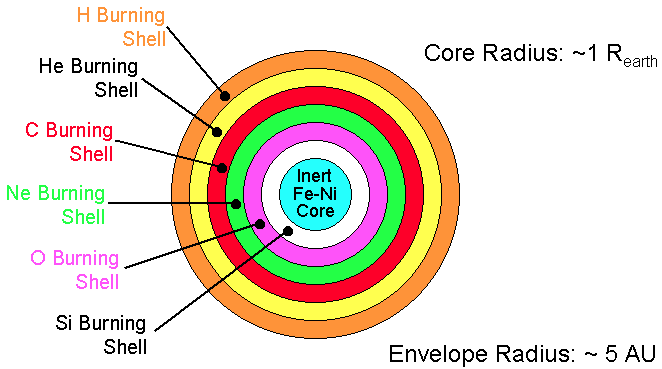 H Burning
Shell
He Burning
Shell
C Burning
Shell
Ne Burning
Shell
O Burning
Shell
Si Burning
Shell
Inert
Fe-Ni
Core
Core Radius: ~1 Rearth
Envelope Radius: ~ 5 AU